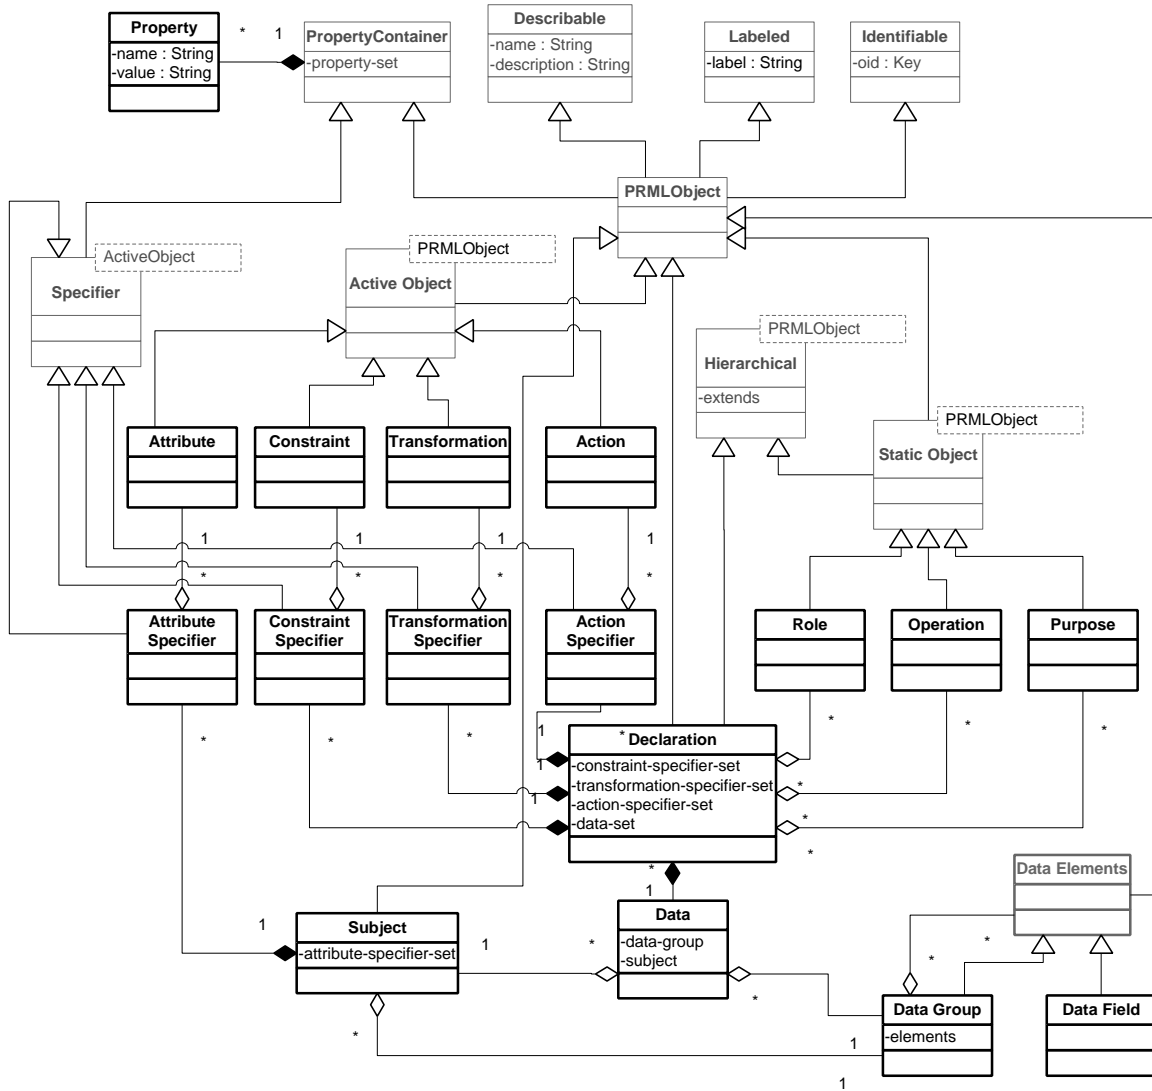 Property
-name : String
-value : String
*
1
PropertyContainer
-property-set
Describable
-name : String
-description : String
Labeled
-label : String
Identifiable
-oid : Key
PRMLObject
ActiveObject
Specifier
PRMLObject
Active Object
PRMLObject
Hierarchical
-extends
PRMLObject
Static Object
Attribute
Constraint
Transformation
Action
1
1
1
1
*
*
*
*
Attribute
Specifier
Constraint
Specifier
Transformation
Specifier
Action
Specifier
Role
Operation
Purpose
*
*
*
1
*
*
*
*
Declaration
-constraint-specifier-set
-transformation-specifier-set
-action-specifier-set
-data-set
1
1
*
*
*
*
1
Data Elements
Subject
-attribute-specifier-set
1
1
*
Data
-data-group
-subject
*
*
*
Data Group
-elements
Data Field
*
1
1